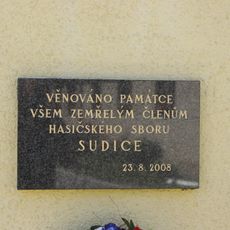 VĚNOVÁNO PAMÁTCE
VŠEM ZEMŘELÝM ČLENŮM
HASIČSKÉHO SBORU
SUDICE
23. 8. 2008